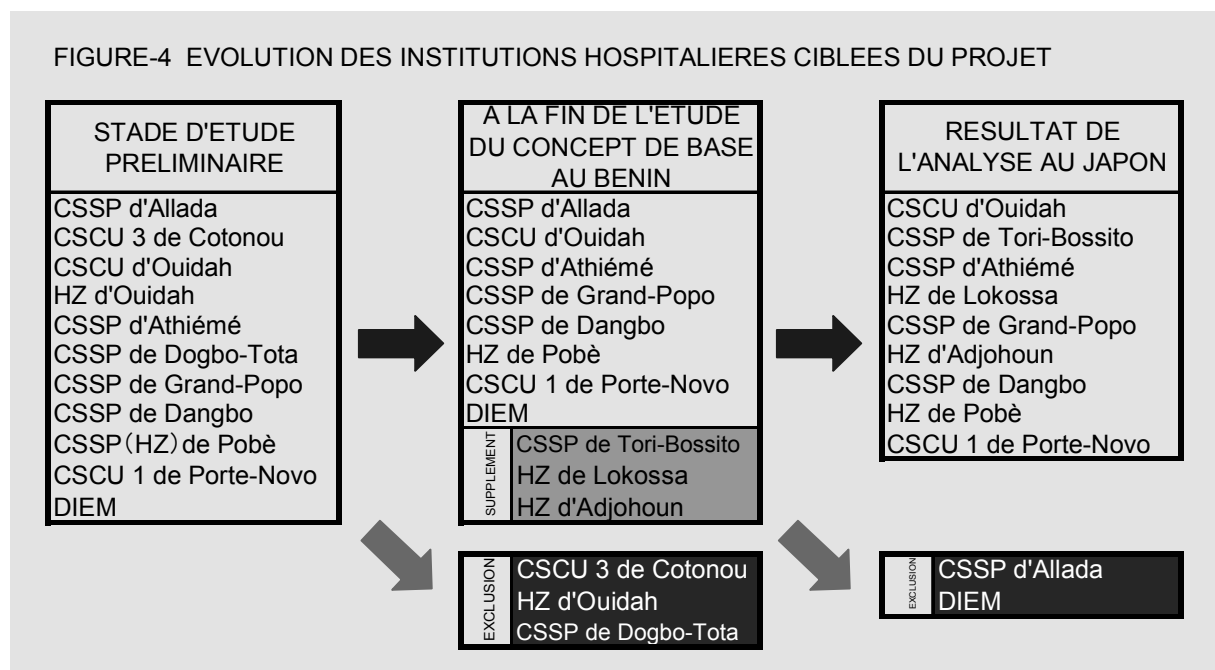 FIGURE-4 EVOLUTION DES INSTITUTIONS HOSPITALIERES CIBLEES DU PROJET
STADE D'ETUDE
PRELIMINAIRE
CSSP d'Allada
CSCU 3 de Cotonou
CSCU d'Ouidah
HZ d'Ouidah
CSSP d'Athiémé
CSSP de Dogbo-Tota
CSSP de Grand-Popo
CSSP de Dangbo
CSSP(HZ)de Pobè
CSCU 1 de Porte-Novo
DIEM
A LA FIN DE L'ETUDE
DU CONCEPT DE BASE
AU BENIN
CSSP d'Allada
CSCU d'Ouidah
CSSP d'Athiémé
CSSP de Grand-Popo
CSSP de Dangbo
HZ de Pobè
CSCU 1 de Porte-Novo
DIEM
SUPPLEMENT
CSSP de Tori-Bossito
HZ de Lokossa
HZ d'Adjohoun
EXCLUSION
CSCU 3 de Cotonou
HZ d'Ouidah
CSSP de Dogbo-Tota
RESULTAT DE
L'ANALYSE AU JAPON
CSCU d'Ouidah
CSSP de Tori-Bossito
CSSP d'Athiémé
HZ de Lokossa
CSSP de Grand-Popo
HZ d'Adjohoun
CSSP de Dangbo
HZ de Pobè
CSCU 1 de Porte-Novo
EXCLUSION
CSSP d'Allada
DIEM